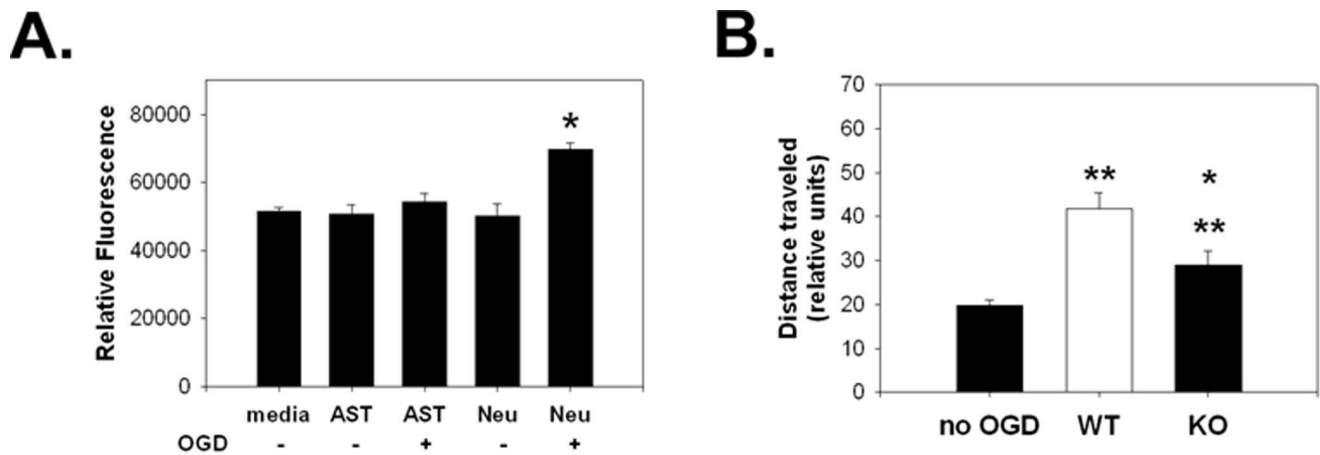 A.
Relative Fluorescence
80000
60000
40000
20000
0
*
media AST AST Neu Neu
OGD - - + - +
B.
Distance traveled
(relative units)
70
60
50
40
30
20
10
0
** *
**
no OGD WT KO